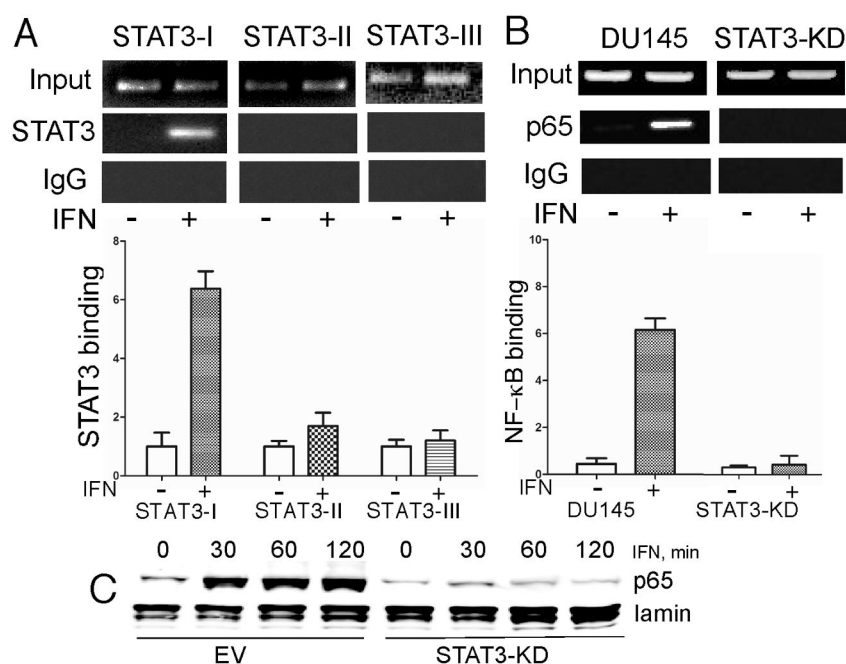 A
STAT3-I STAT3-II STAT3-III
Input
STAT3
IgG
IFN - + - + - +
8
6
4
2
0
STAT3 binding
IFN - + - + - +
STAT3-I STAT3-II STAT3-III
B
DU145 STAT3-KD
Input
p65
IgG
IFN - + - +
10
8
6
4
2
0
NF-κB binding
IFN - + - +
DU145 STAT3-KD
C
0 30 60 120 0 30 60 120 IFN, min
p65
lamin
EV STAT3-KD